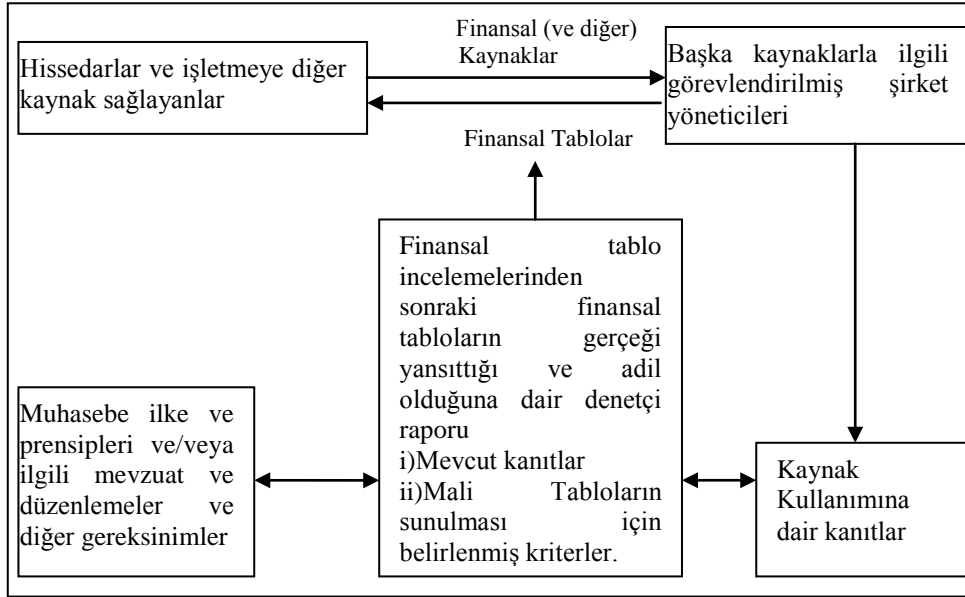 Finansal (ve diğer)
Kaynaklar
Hissedarlar ve işletmeye diğer
kaynak sağlayanlar
Başka kaynaklarla ilgili
görevlendirilmiş şirket
yöneticileri
Finansal Tablolar
Finansal tablo
incelemelerinden
sonraki finansal
tabloların gerçeği
yansıttığı ve adil
olduğuna dair denetçi
raporu
i)Mevcut kanıtlar
ii)Mali Tabloların
sunulması için
belirlenmiş kriterler.
Muhasebe ilke ve
prensipleri ve/veya
ilgili mevzuat ve
düzenlemeler ve
diğer gereksinimler
Kaynak
Kullanımına
dair kanıtlar